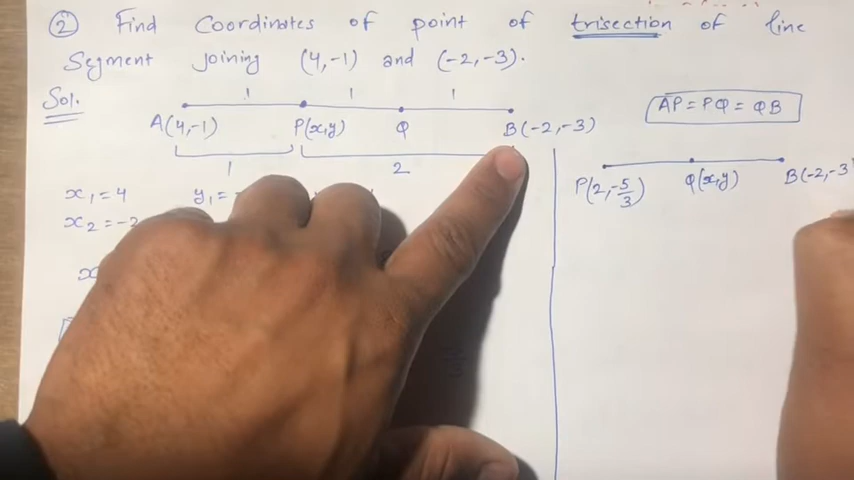 ② Find Coordinates of point of trisection of line
Segment joining (4,-1) and (-2,-3).
Sol.
1 1 1
A(4,-1) P(x,y) Q B(-2,-3)
1 2
x₁ = 4 y₁ =
x₂ = -2
x
AP = PQ = QB
P(2,-5/3) Q(x,y) B(-2,-3)